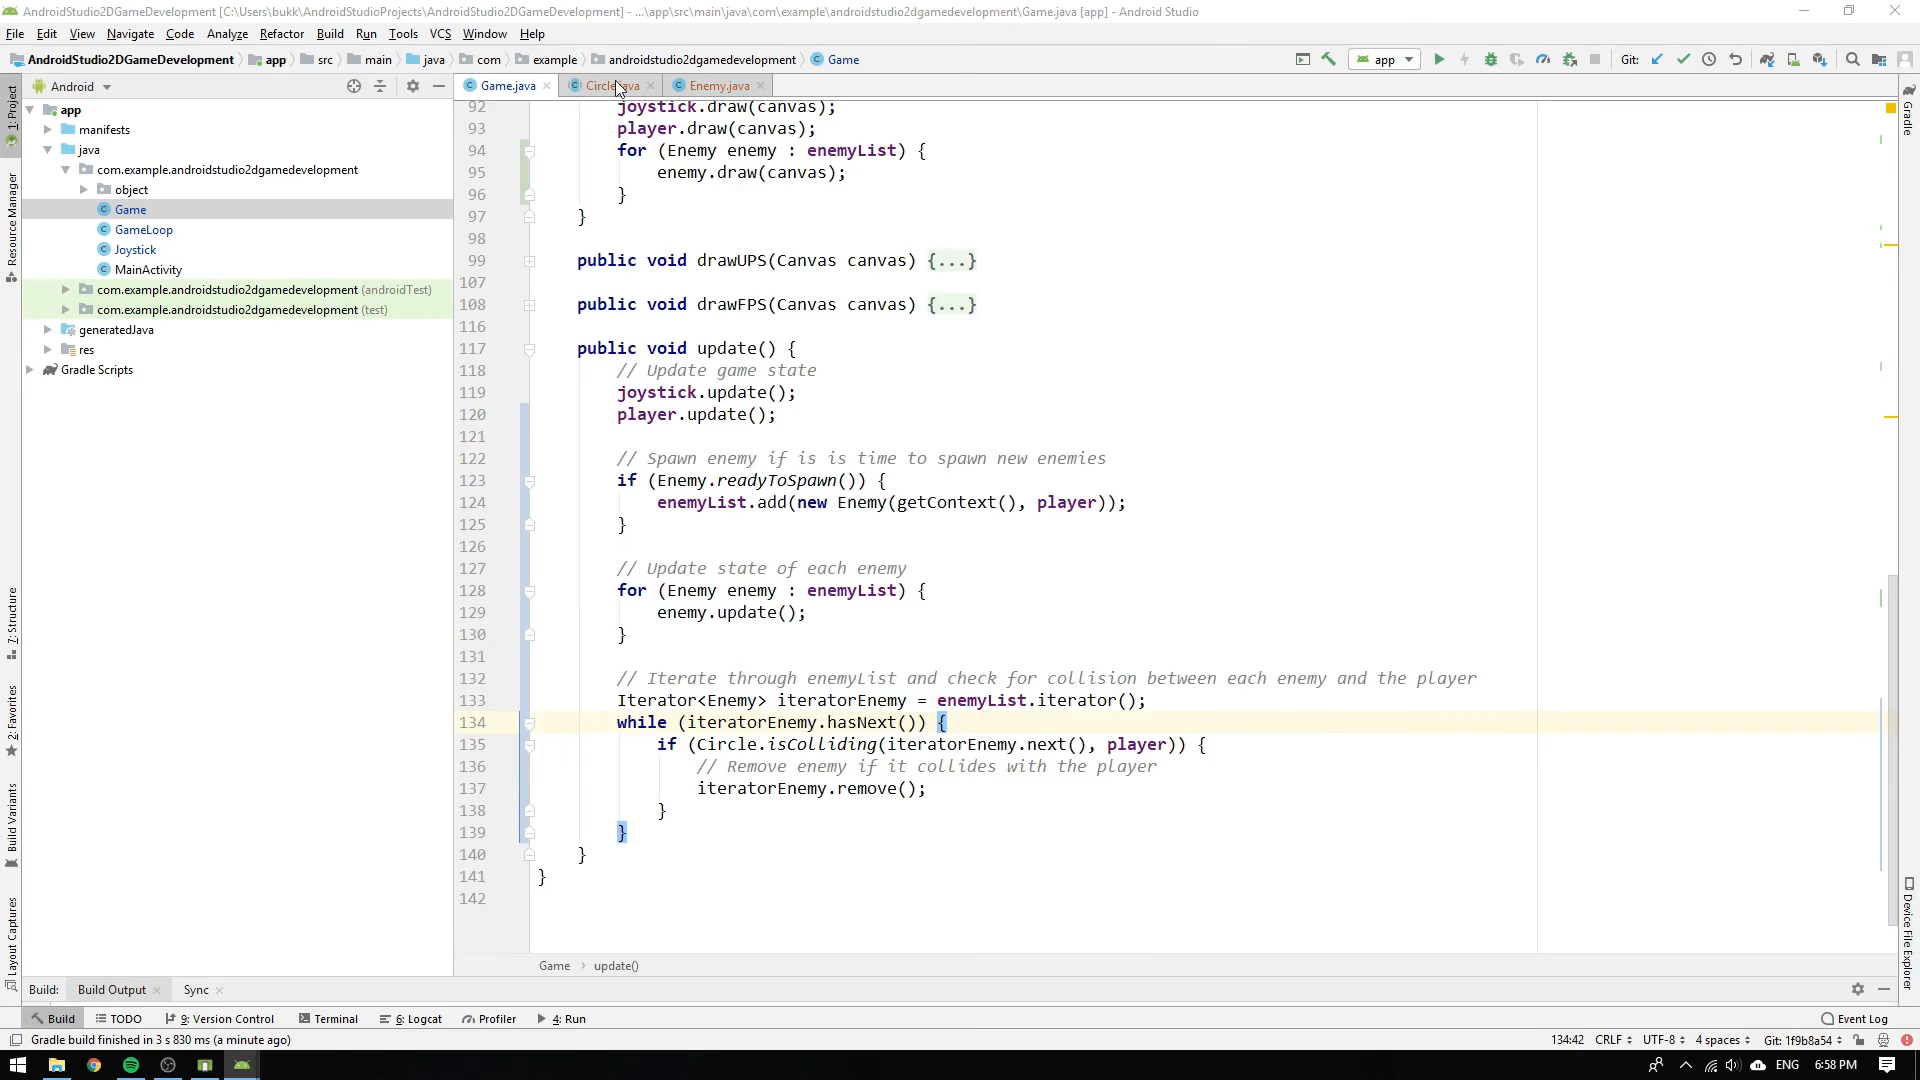 AndroidStudio2DGameDevelopment [C:\Users\bukk\AndroidStudioProjects\AndroidStudio2DGameDevelopment] - ...\app\src\main\java\com\example\androidstudio2dgamedevelopment\Game.java [app] - Android Studio
File Edit View Navigate Code Analyze Refactor Build Run Tools VCS Window Help
AndroidStudio2DGameDevelopment app src main java com example androidstudio2dgamedevelopment Game app Git:
Android Game.java Enemy.java
1: Project
Resource Manager
7: Structure
2: Favorites
Build Variants
Layout Captures
app
manifests
java
com.example.androidstudio2dgamedevelopment
object
Game
GameLoop
Joystick
MainActivity
com.example.androidstudio2dgamedevelopment (androidTest)
com.example.androidstudio2dgamedevelopment (test)
generatedJava
res
Gradle Scripts
92 joystick.draw(canvas);
93 player.draw(canvas);
94 for (Enemy enemy : enemyList) {
95 enemy.draw(canvas);
96 }
97 }
98
99 public void drawUPS(Canvas canvas) {...}
107
108 public void drawFPS(Canvas canvas) {...}
116
117 public void update() {
118 // Update game state
119 joystick.update();
120 player.update();
121
122 // Spawn enemy if is is time to spawn new enemies
123 if (Enemy.readyToSpawn()) {
124 enemyList.add(new Enemy(getContext(), player));
125 }
126
127 // Update state of each enemy
128 for (Enemy enemy : enemyList) {
129 enemy.update();
130 }
131
132 // Iterate through enemyList and check for collision between each enemy and the player
133 Iterator<Enemy> iteratorEnemy = enemyList.iterator();
134 while (iteratorEnemy.hasNext()) {
135 if (Circle.isColliding(iteratorEnemy.next(), player)) {
136 // Remove enemy if it collides with the player
137 iteratorEnemy.remove();
138 }
139 }
140 }
141 }
142
Game update()
Gradle
Device File Explorer
Build: Build Output Sync
Build TODO 9: Version Control Terminal 6: Logcat Profiler 4: Run Event Log
Gradle build finished in 3 s 830 ms (a minute ago) 134:42 CRLF UTF-8 4 spaces Git: 1f9b8a54
ENG 6:58 PM